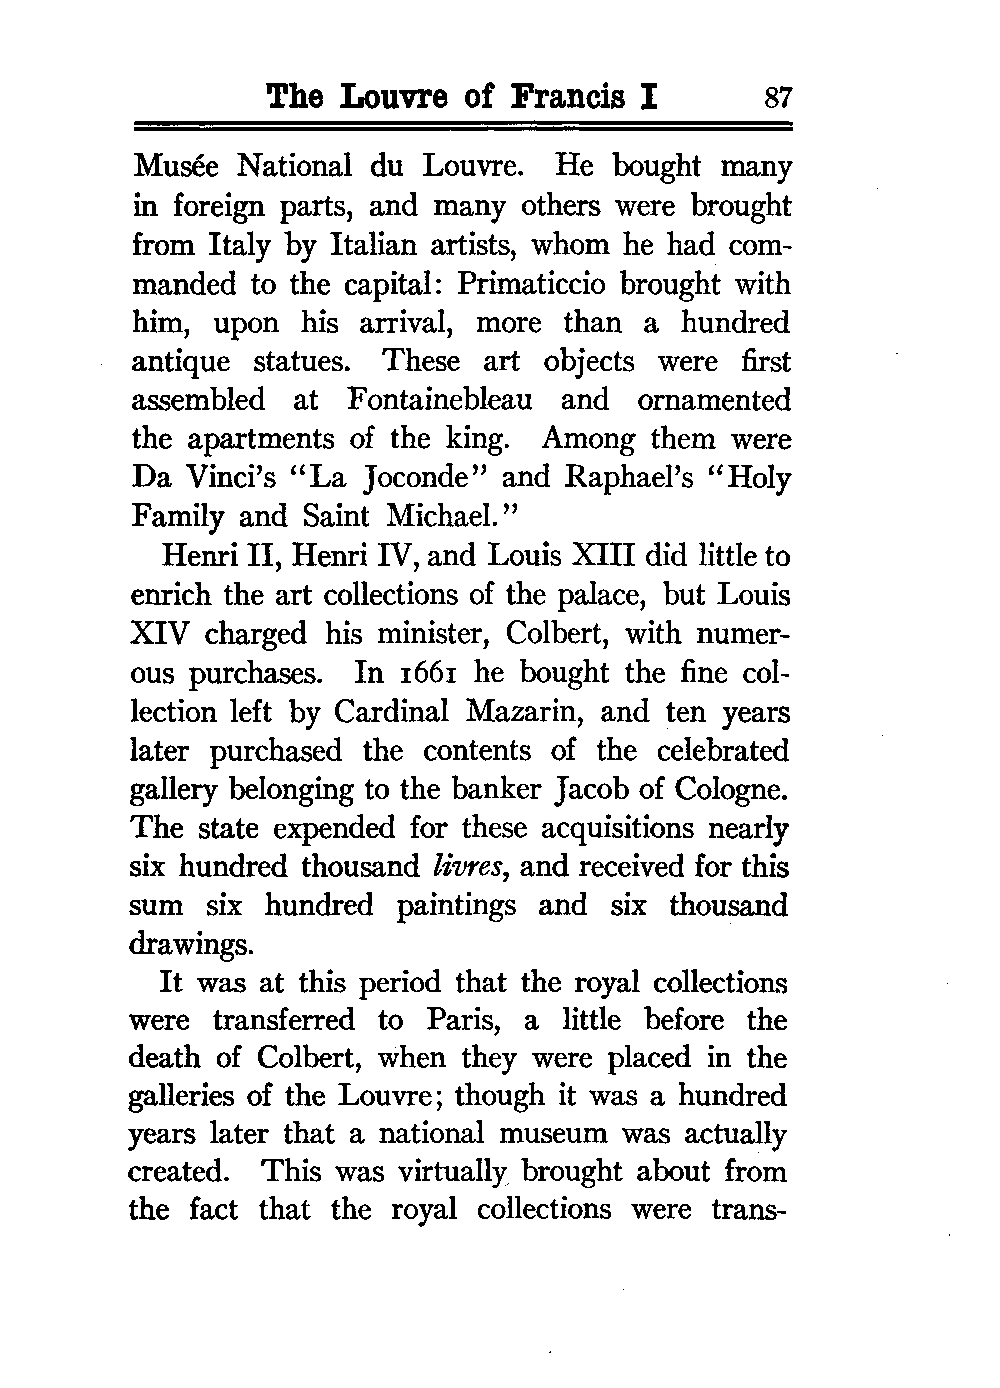 The Louvre of Francis I 87
Musée National du Louvre. He bought many
in foreign parts, and many others were brought
from Italy by Italian artists, whom he had com-
manded to the capital: Primaticcio brought with
him, upon his arrival, more than a hundred
antique statues. These art objects were first
assembled at Fontainebleau and ornamented
the apartments of the king. Among them were
Da Vinci's “La Joconde” and Raphael's “Holy
Family and Saint Michael.”
Henri II, Henri IV, and Louis XIII did little to
enrich the art collections of the palace, but Louis
XIV charged his minister, Colbert, with numer-
ous purchases. In 1661 he bought the fine col-
lection left by Cardinal Mazarin, and ten years
later purchased the contents of the celebrated
gallery belonging to the banker Jacob of Cologne.
The state expended for these acquisitions nearly
six hundred thousand livres, and received for this
sum six hundred paintings and six thousand
drawings.
It was at this period that the royal collections
were transferred to Paris, a little before the
death of Colbert, when they were placed in the
galleries of the Louvre; though it was a hundred
years later that a national museum was actually
created. This was virtually brought about from
the fact that the royal collections were trans-